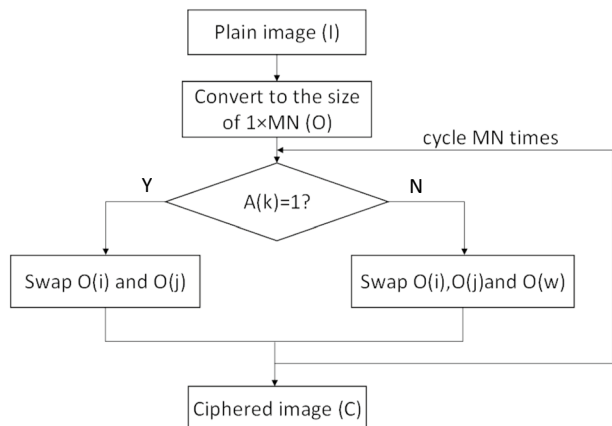 Plain image (I)
Convert to the size
of 1×MN (O)
cycle MN times
Y
A(k)=1?
N
Swap O(i) and O(j)
Swap O(i),O(j)and O(w)
Ciphered image (C)